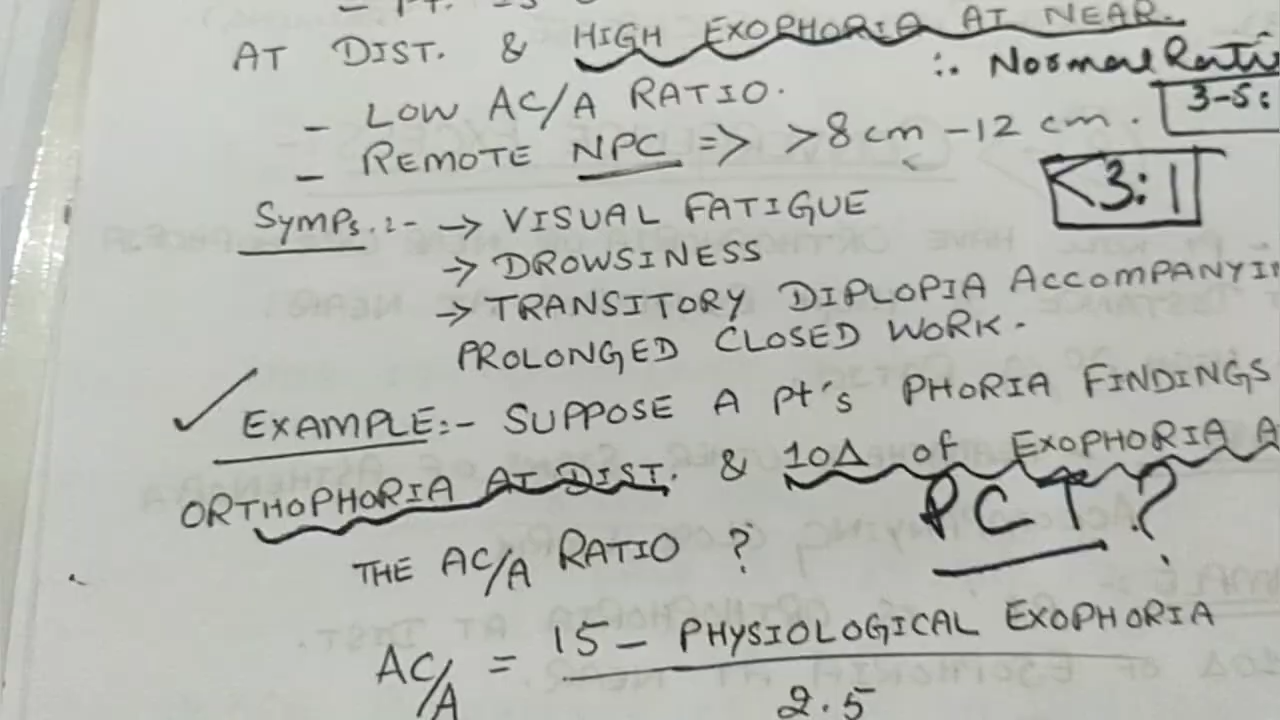 AT DIST. & HIGH EXOPHORIA AT NEAR.
∴ Normal Rati
3-5:
- LOW AC/A RATIO.
- REMOTE NPC => >8 cm - 12 cm.
<3:1
SYMPS.:- → VISUAL FATIGUE
→ DROWSINESS
→ TRANSITORY DIPLOPIA ACCOMPANYI
PROLONGED CLOSED WORK.
✓ EXAMPLE:- SUPPOSE A Pt's PHORIA FINDINGS
ORTHOPHORIA AT DIST. & 10Δ of EXOPHORIA A
PCT?
THE AC/A RATIO ?
AC/A = 15 - PHYSIOLOGICAL EXOPHORIA
2.5